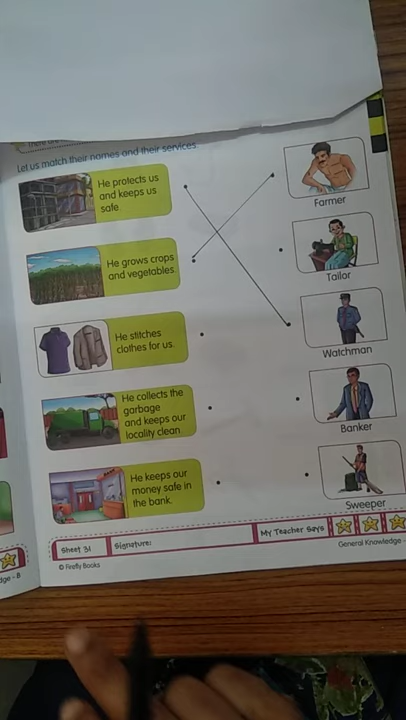 Let us match their names and their services
He protects us
and keeps us
safe.
Farmer
He grows crops
and vegetables.
Tailor
He stitches
clothes for us.
Watchman
He collects the
garbage
and keeps our
locality clean
Banker
He keeps our
money safe in
the bank.
Sweeper
Sheet 31
Signature:
My Teacher Says
© Firefly Books
General Knowledge -